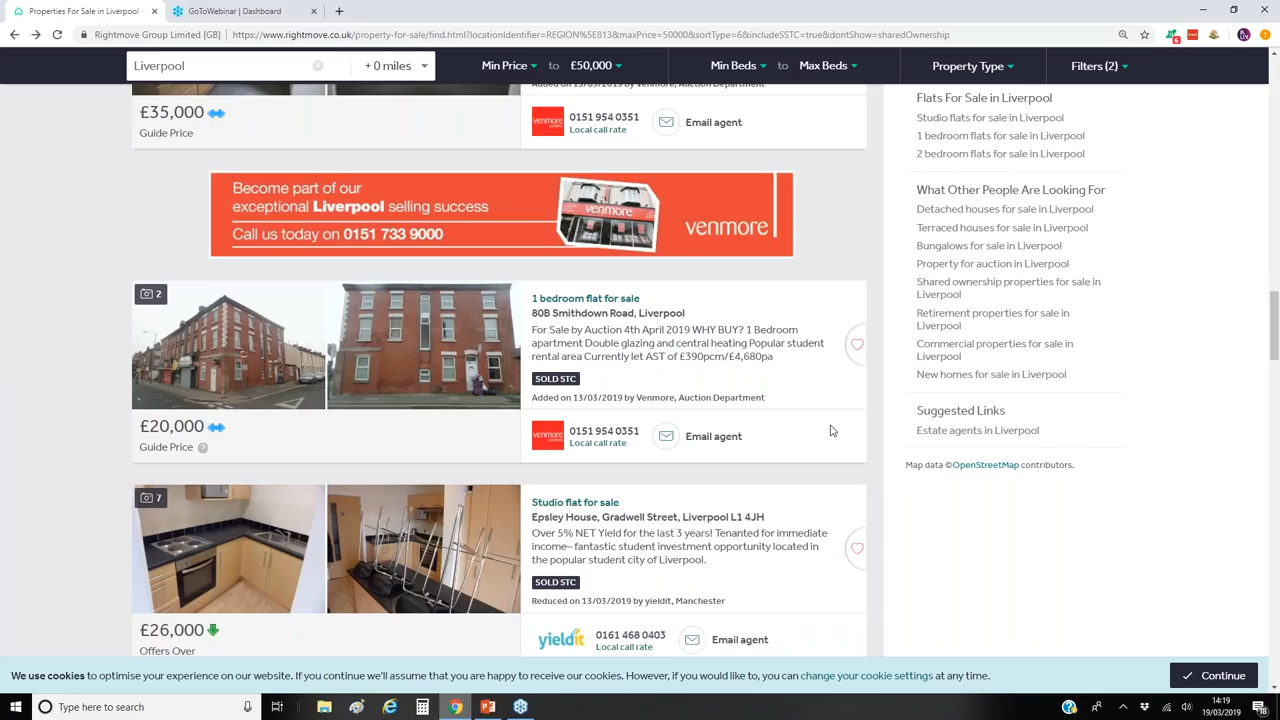 Properties For Sale in Liverpool
GoToWebinar | Dashboard
Rightmove Group Limited [GB] | https://www.rightmove.co.uk/property-for-sale/find.html?locationIdentifier=REGION%5E813&maxPrice=50000&sortType=6&includeSSTC=true&dontShow=sharedOwnership
Liverpool
+ 0 miles
Min Price to £50,000
Min Beds to Max Beds
Property Type
Filters (2)
£35,000
Guide Price
venmore
0151 954 0351
Local call rate
Email agent
Become part of our
exceptional Liverpool selling success
Call us today on 0151 733 9000
venmore
venmore
2
1 bedroom flat for sale
80B Smithdown Road, Liverpool
For Sale by Auction 4th April 2019 WHY BUY? 1 Bedroom
apartment Double glazing and central heating Popular student
rental area Currently let AST of £390pcm/£4,680pa
SOLD STC
Added on 13/03/2019 by Venmore, Auction Department
£20,000
Guide Price ?
venmore
0151 954 0351
Local call rate
Email agent
7
Studio flat for sale
Epsley House, Gradwell Street, Liverpool L1 4JH
Over 5% NET Yield for the last 3 years! Tenanted for immediate
income– fantastic student investment opportunity located in
the popular student city of Liverpool.
SOLD STC
Reduced on 13/03/2019 by yieldit, Manchester
£26,000
Offers Over
yieldit
0161 468 0403
Local call rate
Email agent
Flats For Sale in Liverpool
Studio flats for sale in Liverpool
1 bedroom flats for sale in Liverpool
2 bedroom flats for sale in Liverpool
What Other People Are Looking For
Detached houses for sale in Liverpool
Terraced houses for sale in Liverpool
Bungalows for sale in Liverpool
Property for auction in Liverpool
Shared ownership properties for sale in
Liverpool
Retirement properties for sale in
Liverpool
Commercial properties for sale in
Liverpool
New homes for sale in Liverpool
Suggested Links
Estate agents in Liverpool
Map data ©OpenStreetMap contributors.
We use cookies to optimise your experience on our website. If you continue we'll assume that you are happy to receive our cookies. However, if you would like to, you can change your cookie settings at any time.
Continue
Type here to search
14:19
19/03/2019
18